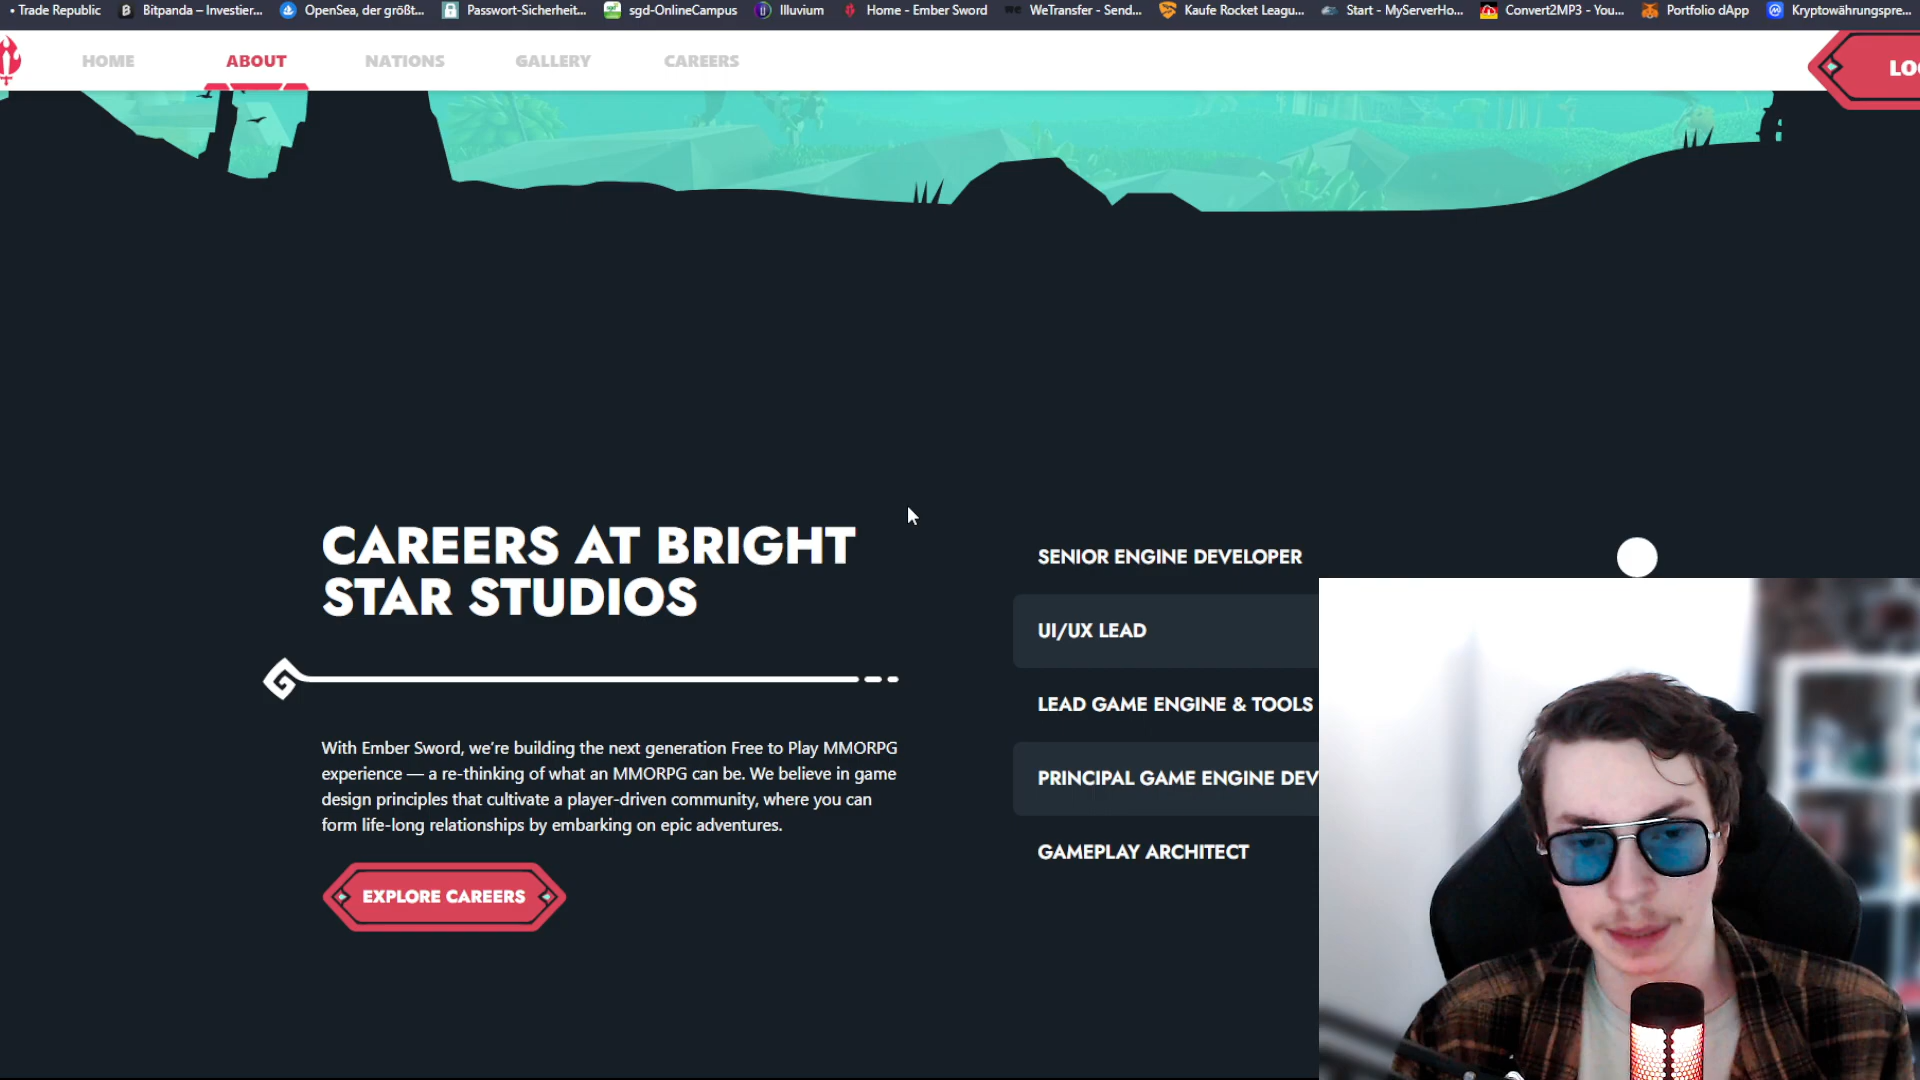 • Trade Republic Bitpanda – Investier... OpenSea, der größt... Passwort-Sicherheit... sgd-OnlineCampus Illuvium Home - Ember Sword WeTransfer - Send... Kaufe Rocket Leagu... Start - MyServerHo... Convert2MP3 - You... Portfolio dApp Kryptowährungspre...
HOME ABOUT NATIONS GALLERY CAREERS
CAREERS AT BRIGHT
STAR STUDIOS
With Ember Sword, we're building the next generation Free to Play MMORPG
experience — a re-thinking of what an MMORPG can be. We believe in game
design principles that cultivate a player-driven community, where you can
form life-long relationships by embarking on epic adventures.
EXPLORE CAREERS
SENIOR ENGINE DEVELOPER
UI/UX LEAD
LEAD GAME ENGINE & TOOLS
PRINCIPAL GAME ENGINE DEV
GAMEPLAY ARCHITECT